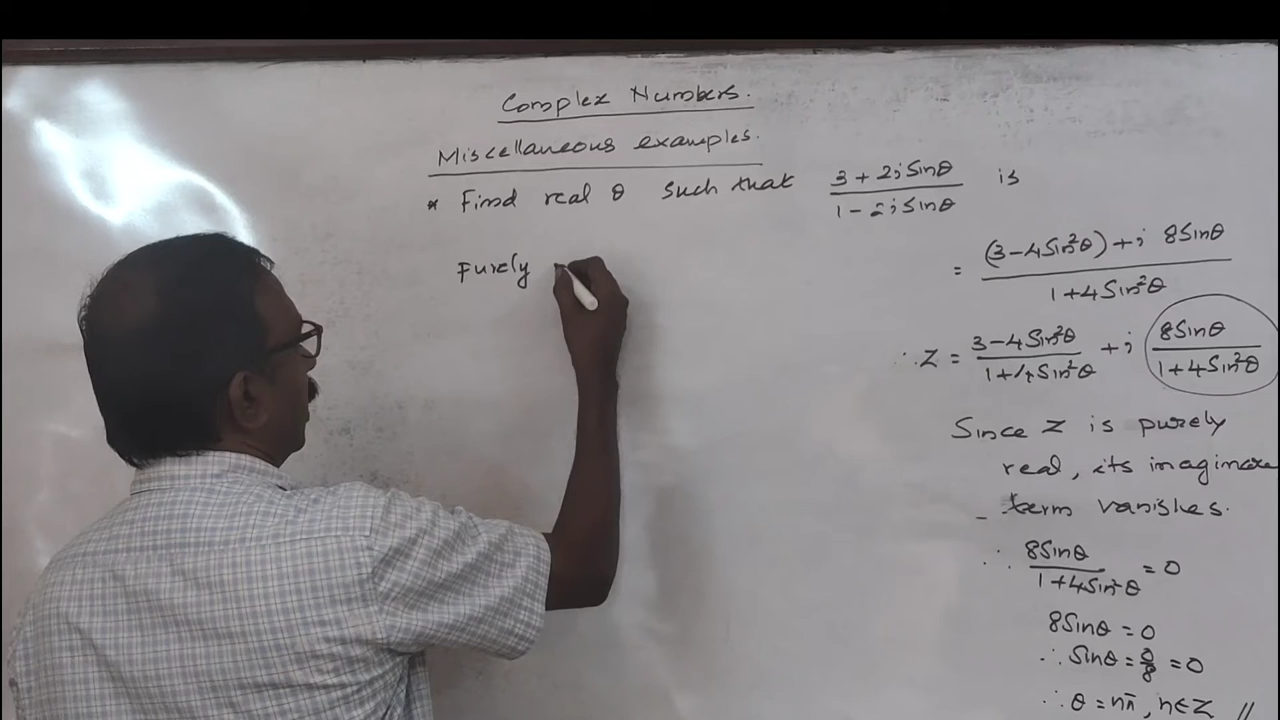 Complex Numbers.
Miscellaneous examples.
* Find real θ such that (3 + 2i Sinθ)/(1 - 2i Sinθ) is
Purely
= ((3 - 4Sin²θ) + i 8Sinθ)/(1 + 4Sin²θ)
∴ Z = (3 - 4Sin²θ)/(1 + 4Sin²θ) + i (8Sinθ)/(1 + 4Sin²θ)
Since Z is purely
real, its imaginare
term vanishes.
∴ (8Sinθ)/(1 + 4Sin²θ) = 0
8Sinθ = 0
∴ Sinθ = 0/8 = 0
∴ θ = nπ, n∈Z //